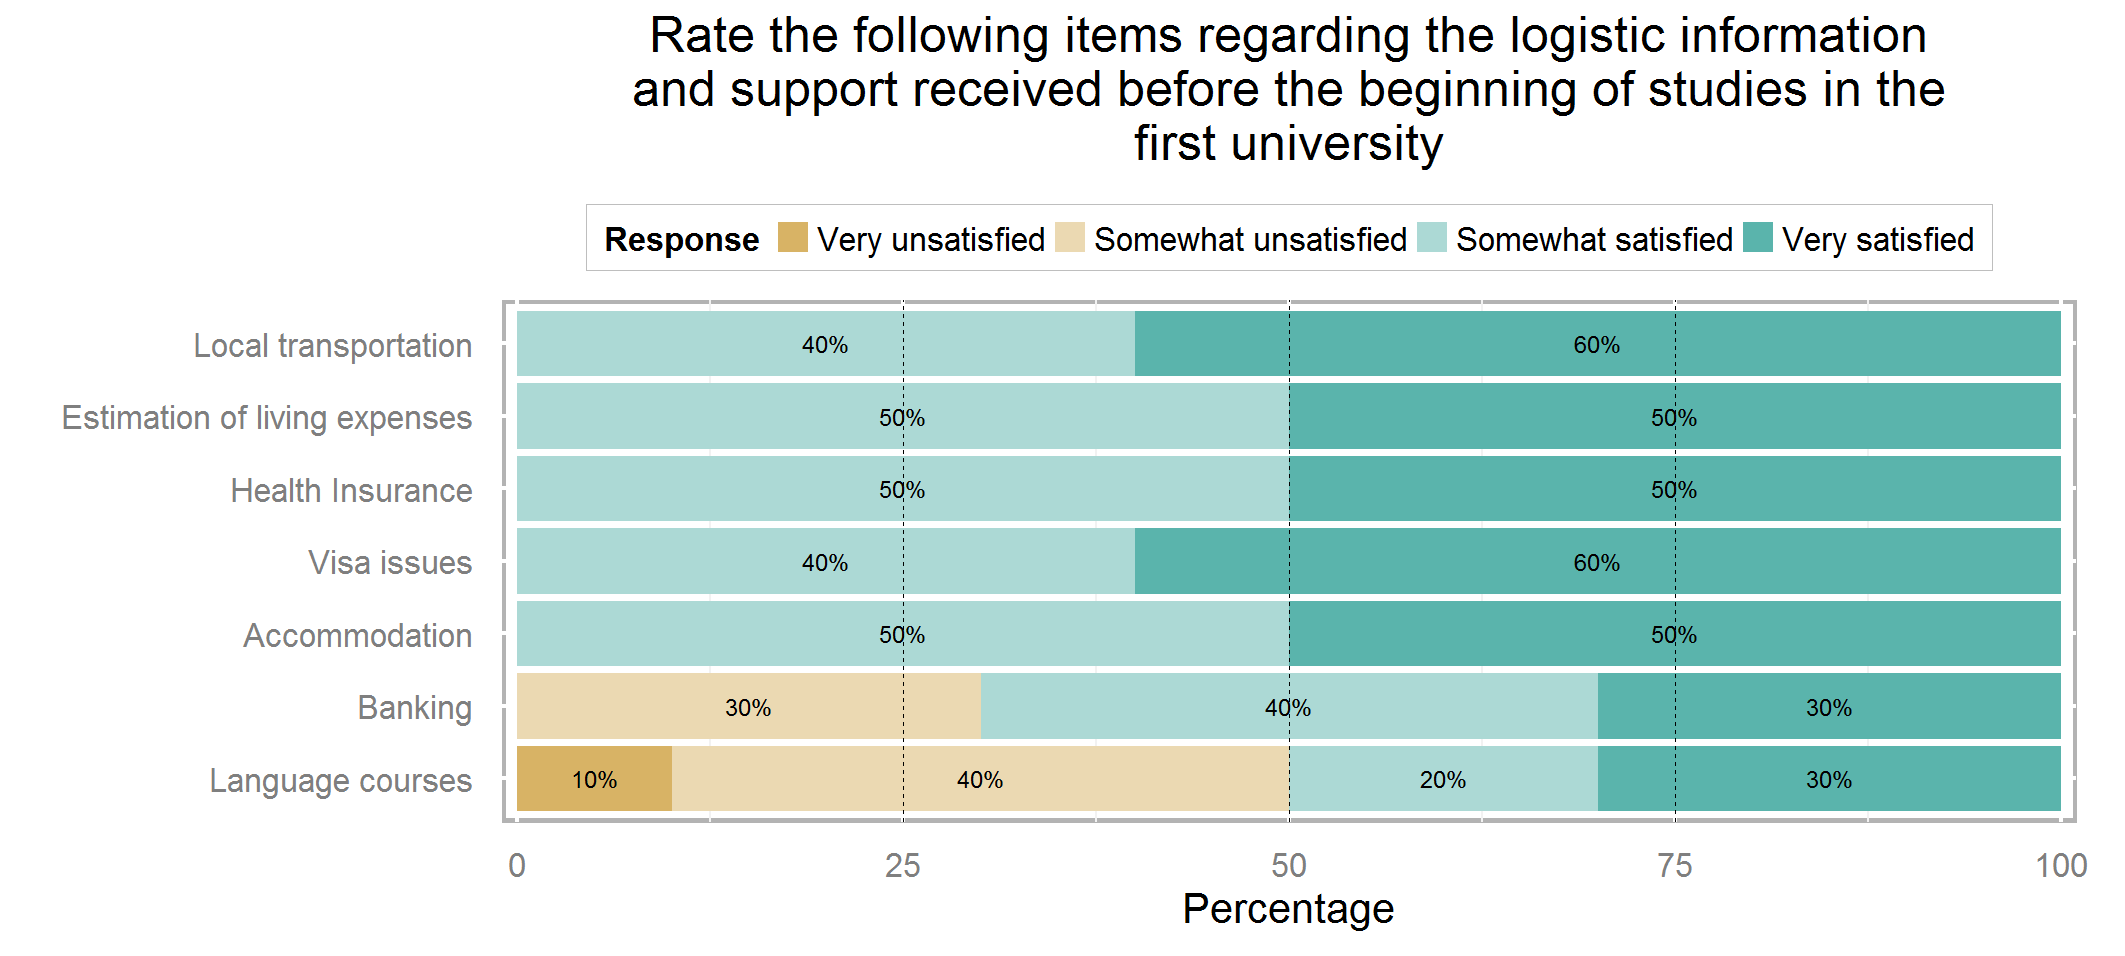 Rate the following items regarding the logistic information
and support received before the beginning of studies in the
first university
Response Very unsatisfied Somewhat unsatisfied Somewhat satisfied Very satisfied
Local transportation 40% 60%
Estimation of living expenses 50% 50%
Health Insurance 50% 50%
Visa issues 40% 60%
Accommodation 50% 50%
Banking 30% 40% 30%
Language courses 10% 40% 20% 30%
0 25 50 75 100
Percentage